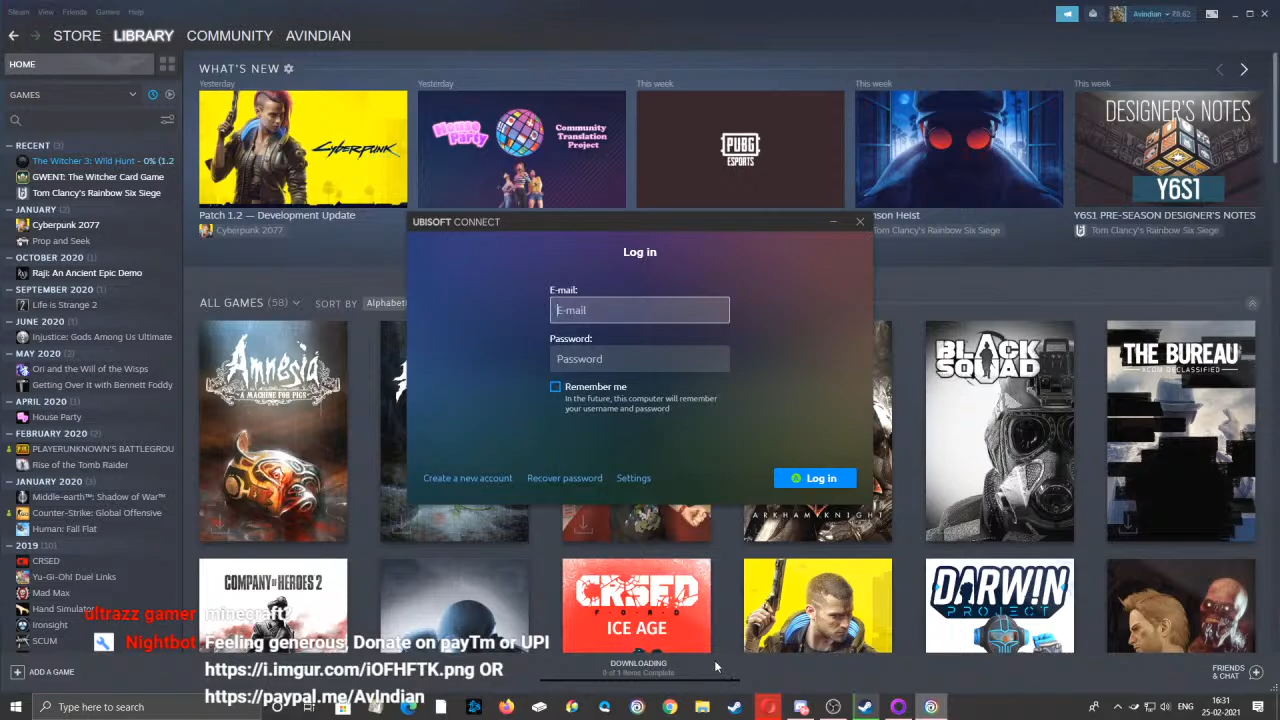 Steam View Friends Games Help
Avindian
STORE LIBRARY COMMUNITY AVINDIAN
HOME
WHAT'S NEW
Yesterday
Yesterday
This week
This week
This week
GAMES
CYBERPUNK
House Party
Community Translation Project
PUBG ESPORTS
DESIGNER'S NOTES
Y6S1
RECENT (3)
The Witcher 3: Wild Hunt - 0% (1.2
GWENT: The Witcher Card Game
Tom Clancy's Rainbow Six Siege
JANUARY (2)
Cyberpunk 2077
Prop and Seek
OCTOBER 2020 (1)
Raji: An Ancient Epic Demo
SEPTEMBER 2020 (1)
Life is Strange 2
JUNE 2020 (1)
Injustice: Gods Among Us Ultimate
MAY 2020 (2)
Ori and the Will of the Wisps
Getting Over It with Bennett Foddy
APRIL 2020 (1)
House Party
FEBRUARY 2020 (2)
PLAYERUNKNOWN'S BATTLEGROU
Rise of the Tomb Raider
JANUARY 2020 (3)
Middle-earth™: Shadow of War™
Counter-Strike: Global Offensive
Human: Fall Flat
2019 (10)
CRSED
Yu-Gi-Oh! Duel Links
Mad Max
Hand Simulator
Ironsight
SCUM
ADD A GAME
Patch 1.2 — Development Update
Cyberpunk 2077
son Heist
Tom Clancy's Rainbow Six Siege
Y6S1 PRE-SEASON DESIGNER'S NOTES
Tom Clancy's Rainbow Six Siege
UBISOFT CONNECT
Log in
E-mail:
E-mail
Password:
Password
Remember me
In the future, this computer will remember
your username and password
Create a new account Recover password Settings
Log in
ALL GAMES (58) SORT BY Alphabet
Amnesia
A MACHINE FOR PIGS
ARKHAM KNIGHT
BLACK SQUAD
THE BUREAU
XCOM DECLASSIFIED
COMPANY OF HEROES 2
CRSED
F.O.A.D
ICE AGE
DARWIN PROJECT
ultrazz gamer minecraft?
Nightbot Feeling generous, Donate on payTm or UPI
https://i.imgur.com/iOFHFTK.png OR
https://paypal.me/AvIndian
DOWNLOADING
0 of 1 Items Complete
FRIENDS
& CHAT
Type here to search
ENG
16:31
25-02-2021